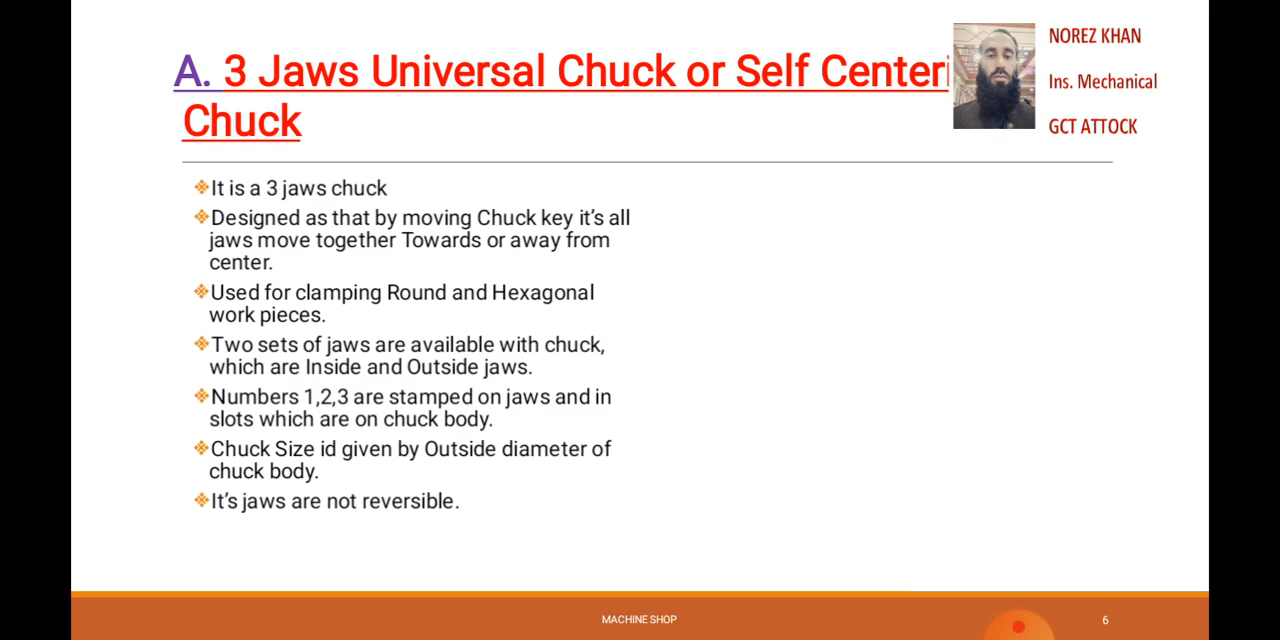 A. 3 Jaws Universal Chuck or Self Centeri
Chuck
NOREZ KHAN
Ins. Mechanical
GCT ATTOCK
❖It is a 3 jaws chuck
❖Designed as that by moving Chuck key it’s all
jaws move together Towards or away from
center.
❖Used for clamping Round and Hexagonal
work pieces.
❖Two sets of jaws are available with chuck,
which are Inside and Outside jaws.
❖Numbers 1,2,3 are stamped on jaws and in
slots which are on chuck body.
❖Chuck Size id given by Outside diameter of
chuck body.
❖It’s jaws are not reversible.
MACHINE SHOP
6